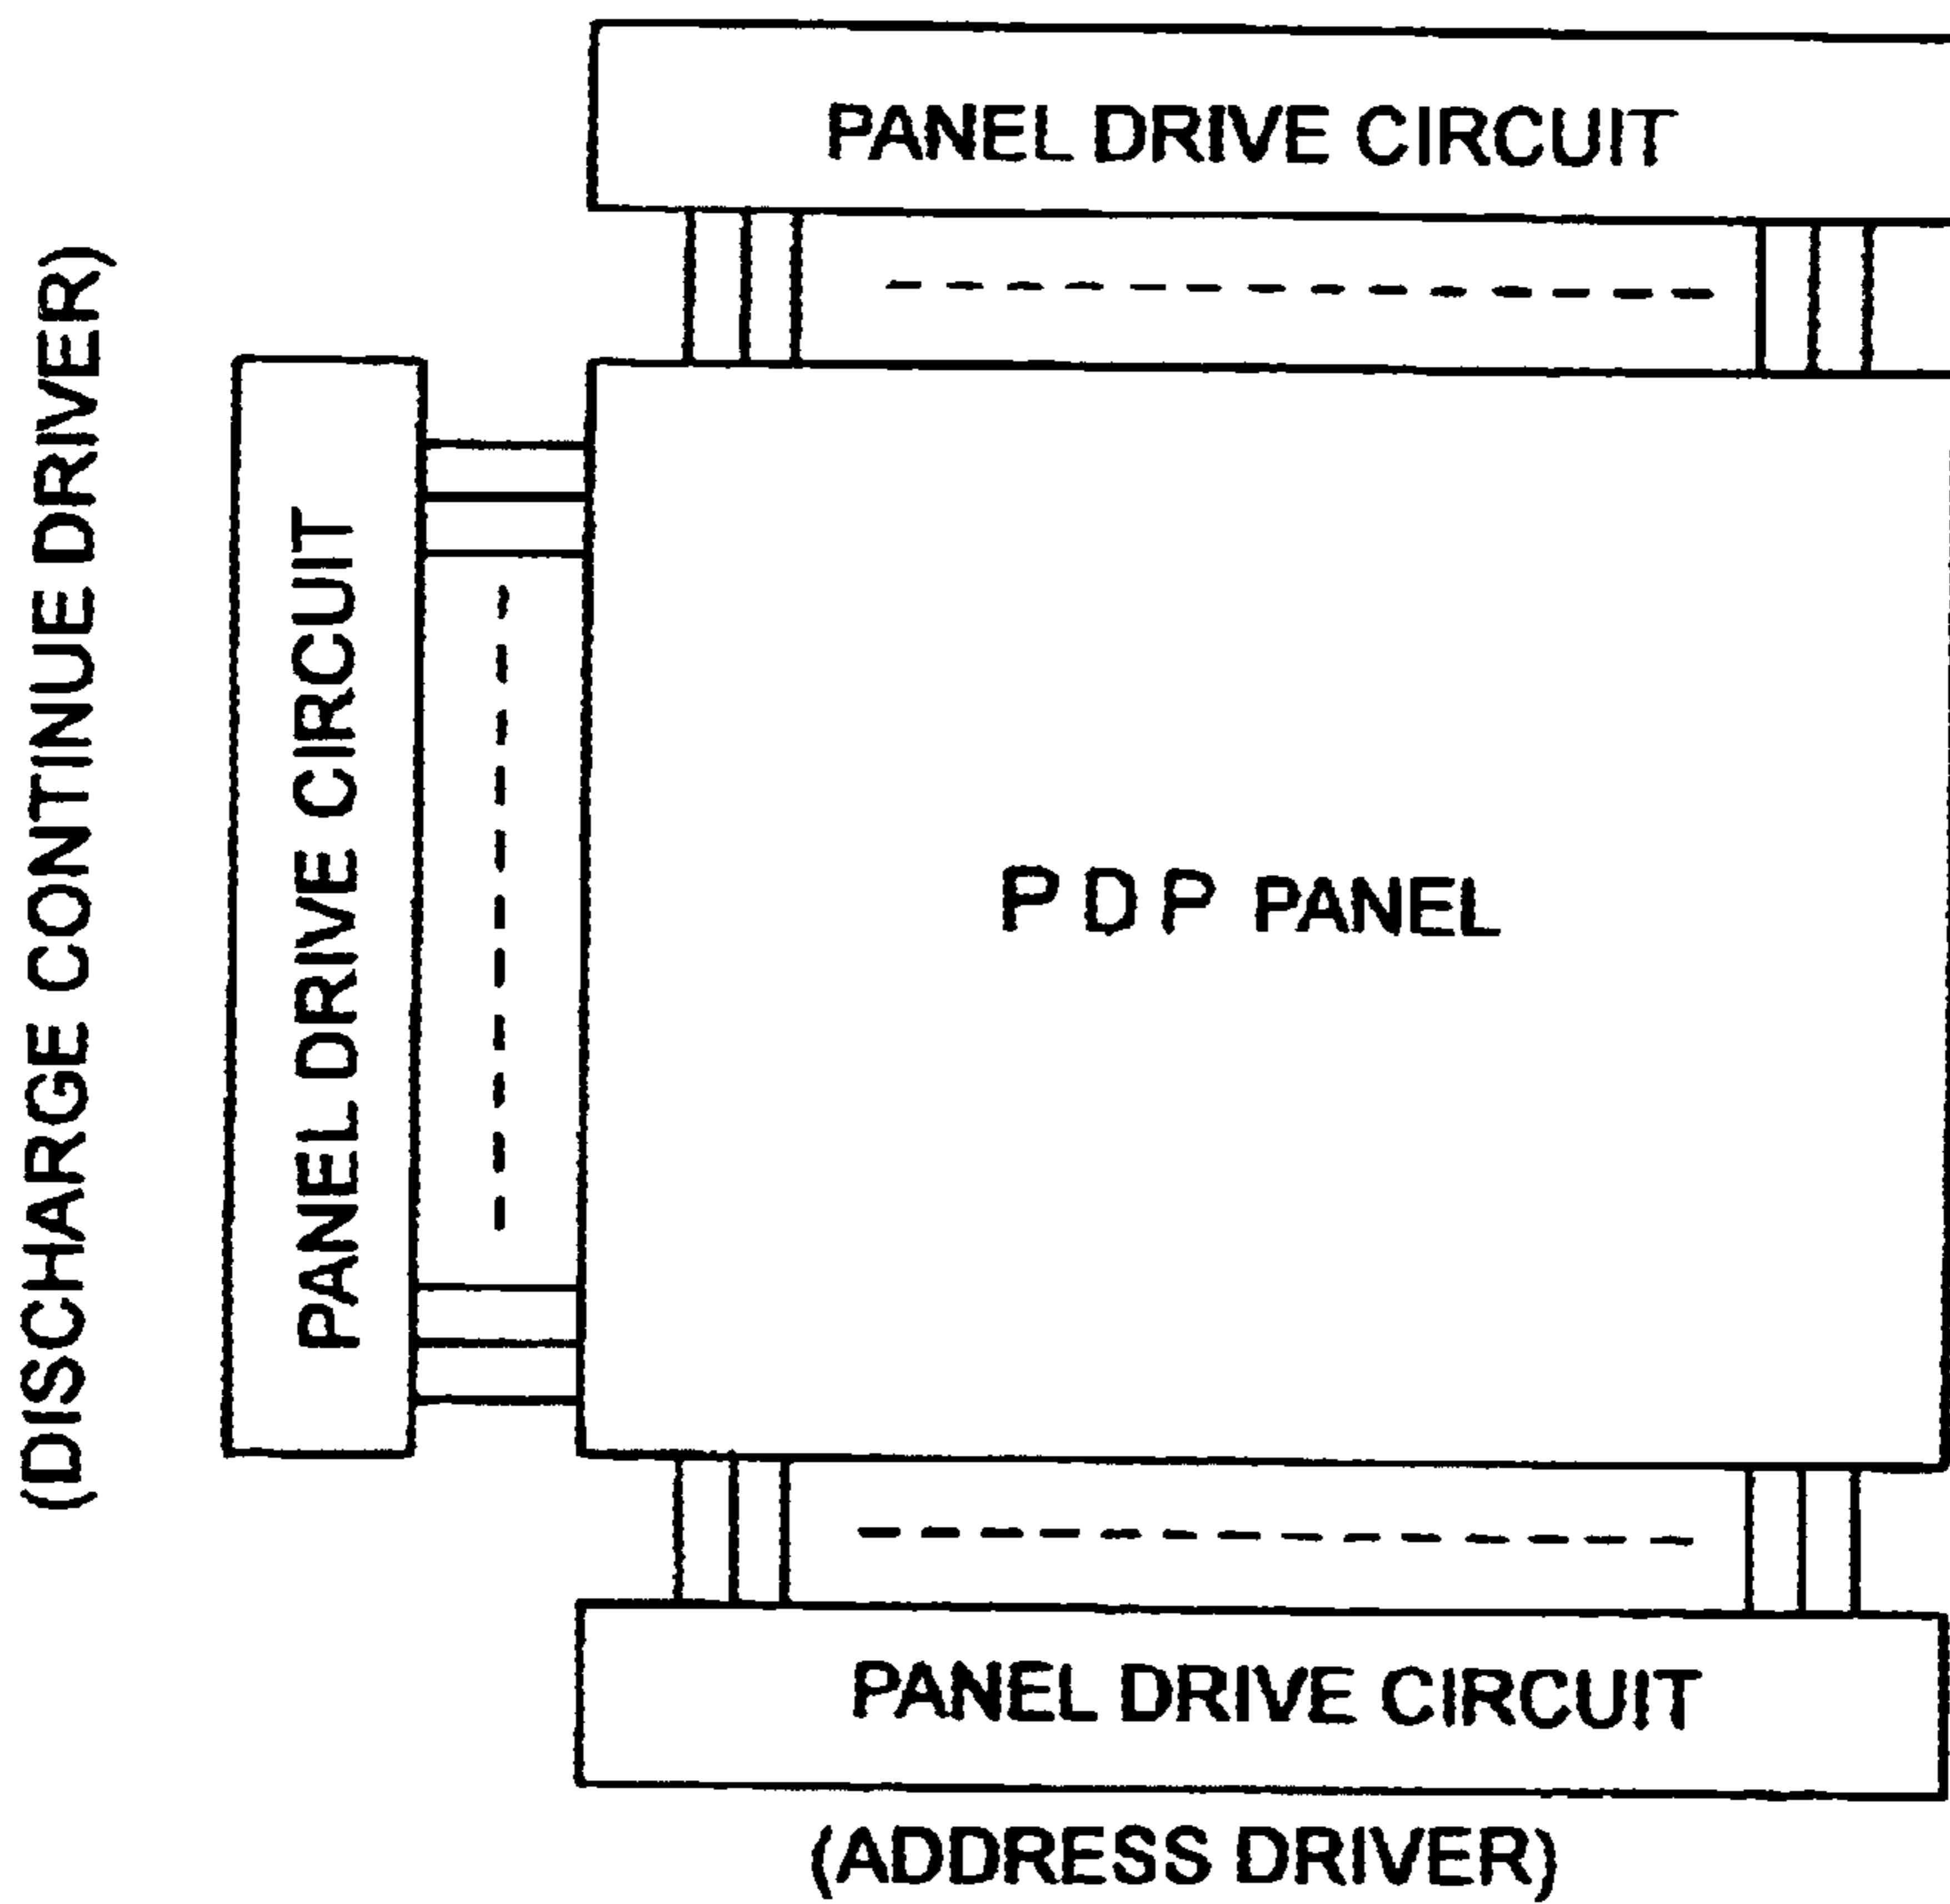 PANEL DRIVE CIRCUIT
(DISCHARGE CONTINUE DRIVER)
PANEL DRIVE CIRCUIT
PDP PANEL
PANEL DRIVE CIRCUIT
(ADDRESS DRIVER)